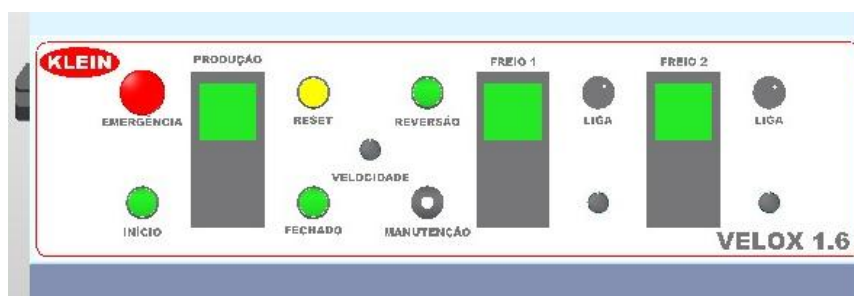 KLEIN
PRODUÇÃO
FREIO 1
FREIO 2
EMERGÊNCIA
RESET
REVERSÃO
LIGA
LIGA
VELOCIDADE
INÍCIO
FECHADO
MANUTENÇÃO
VELOX 1.6